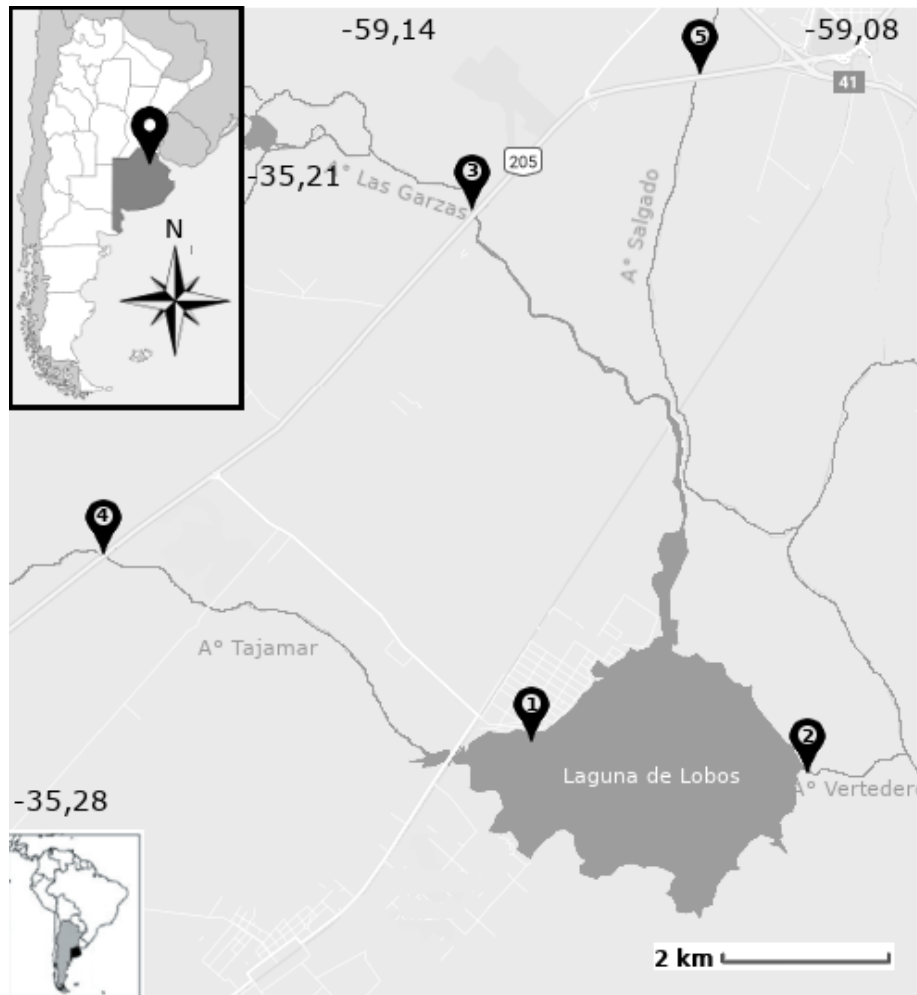 -59,14
-59,08
5
41
205
3
-35,21
A° Las Garzas
A° Salgado
N
4
A° Tajamar
1
2
Laguna de Lobos
A° Vertedero
-35,28
2 km